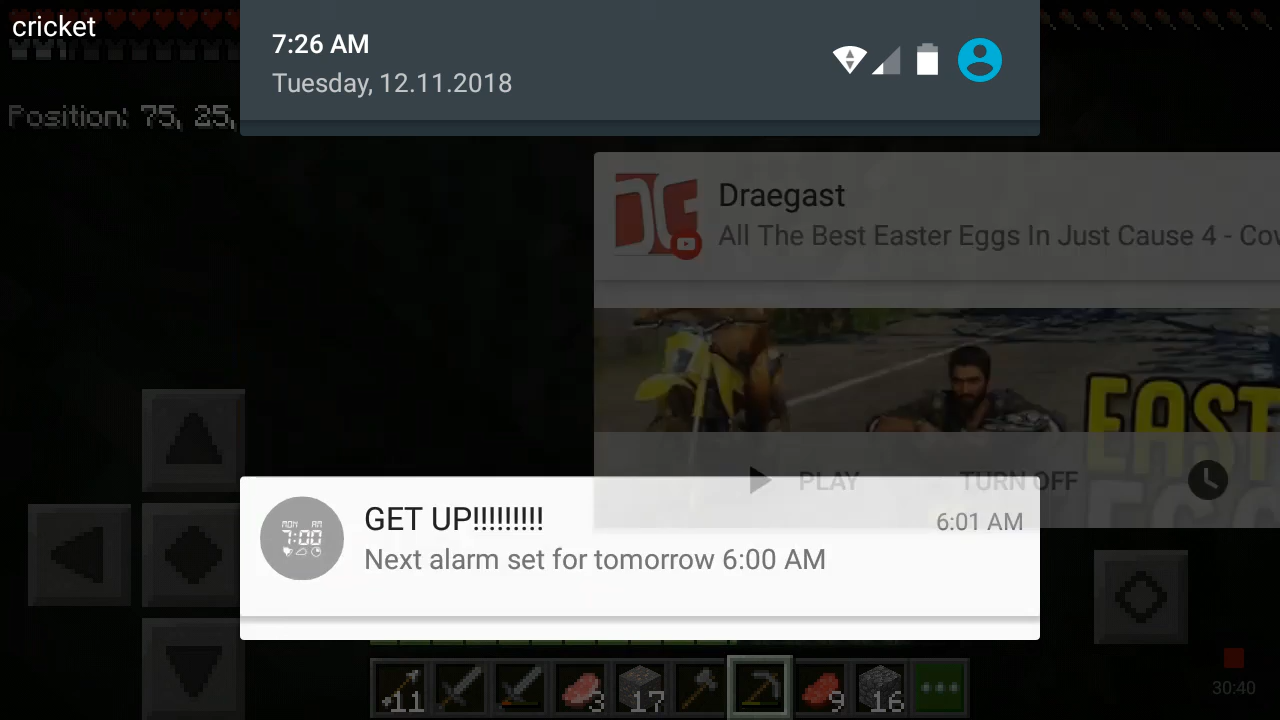 cricket
7:26 AM
Tuesday, 12.11.2018
Position: 75, 25,
Draegast
All The Best Easter Eggs In Just Cause 4 - Cov
EAST
EGG
PLAY
TURN OFF
GET UP!!!!!!!!!
6:01 AM
Next alarm set for tomorrow 6:00 AM
MON AM
7:00
11
3
17
9
16
30:40